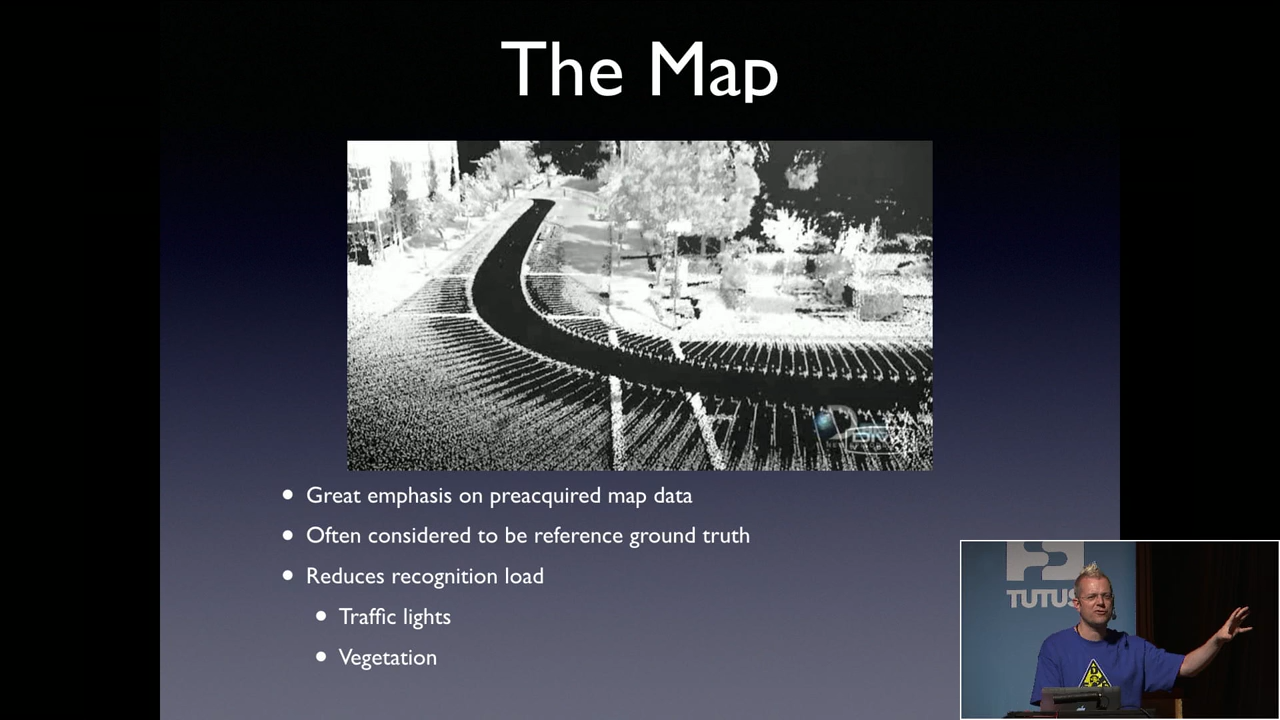 The Map
Great emphasis on preacquired map data
Often considered to be reference ground truth
Reduces recognition load
Traffic lights
Vegetation
TUTUS